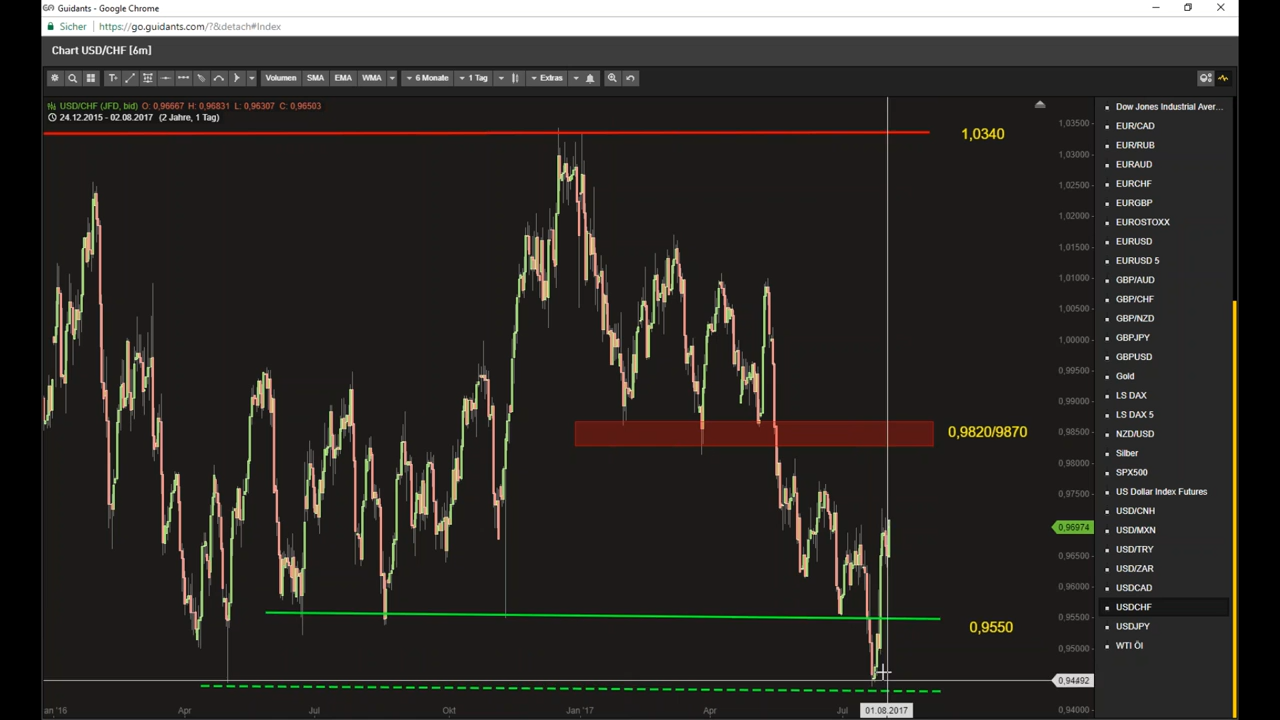 Guidants - Google Chrome
Sicher https://go.guidants.com/?&detach#Index
Chart USD/CHF [6m]
Volumen SMA EMA WMA 6 Monate 1 Tag Extras
USD/CHF (JFD, bid) O: 0,96667 H: 0,96831 L: 0,96307 C: 0,96503
24.12.2015 - 02.08.2017 (2 Jahre, 1 Tag)
1,0340
0,9820/9870
0,9550
1,03500
1,03000
1,02500
1,02000
1,01500
1,01000
1,00500
1,00000
0,99500
0,99000
0,98500
0,98000
0,97500
0,96974
0,96500
0,96000
0,95500
0,95000
0,94492
0,94000
an '16 Apr Jul Okt Jan '17 Apr Jul 01.08.2017
Dow Jones Industrial Aver...
EUR/CAD
EUR/RUB
EURAUD
EURCHF
EURGBP
EUROSTOXX
EURUSD
EURUSD 5
GBP/AUD
GBP/CHF
GBP/NZD
GBPJPY
GBPUSD
Gold
LS DAX
LS DAX 5
NZD/USD
Silber
SPX500
US Dollar Index Futures
USD/CNH
USD/MXN
USD/TRY
USD/ZAR
USDCAD
USDCHF
USDJPY
WTI Öl